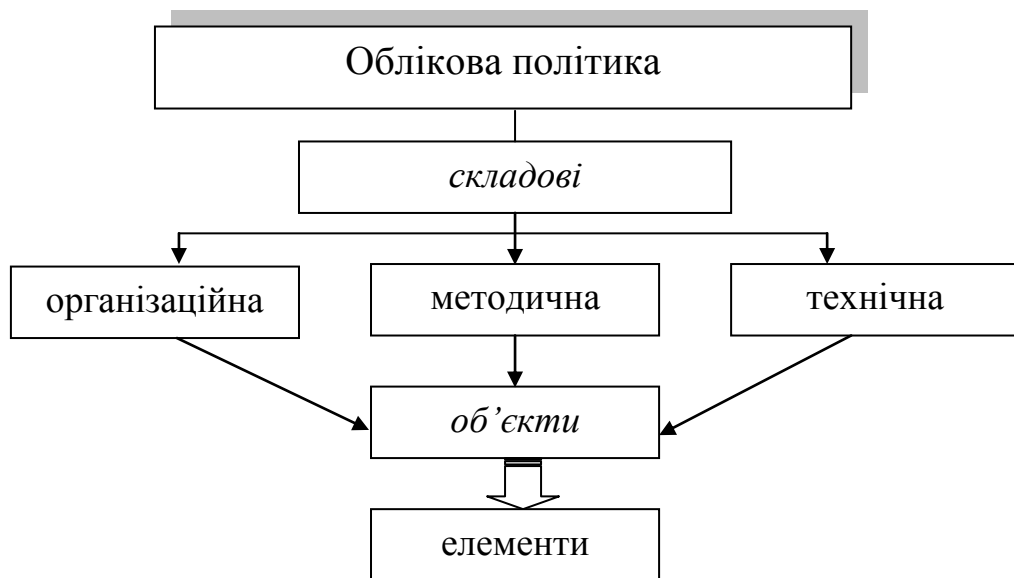 Облікова політика
складові
організаційна
методична
технічна
об’єкти
елементи